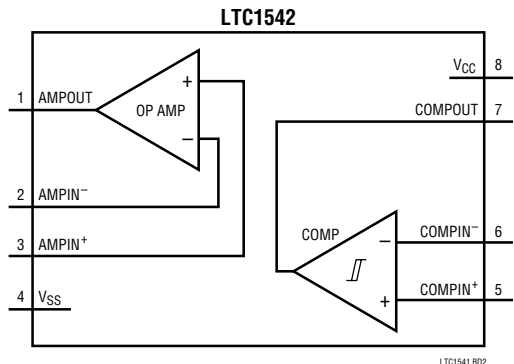 LTC1542
1 AMPOUT
2 AMPIN–
3 AMPIN+
4 VSS
+
OP AMP
–
VCC 8
COMPOUT 7
COMP
–
COMPIN– 6
+
COMPIN+ 5
LTC1541 BD2